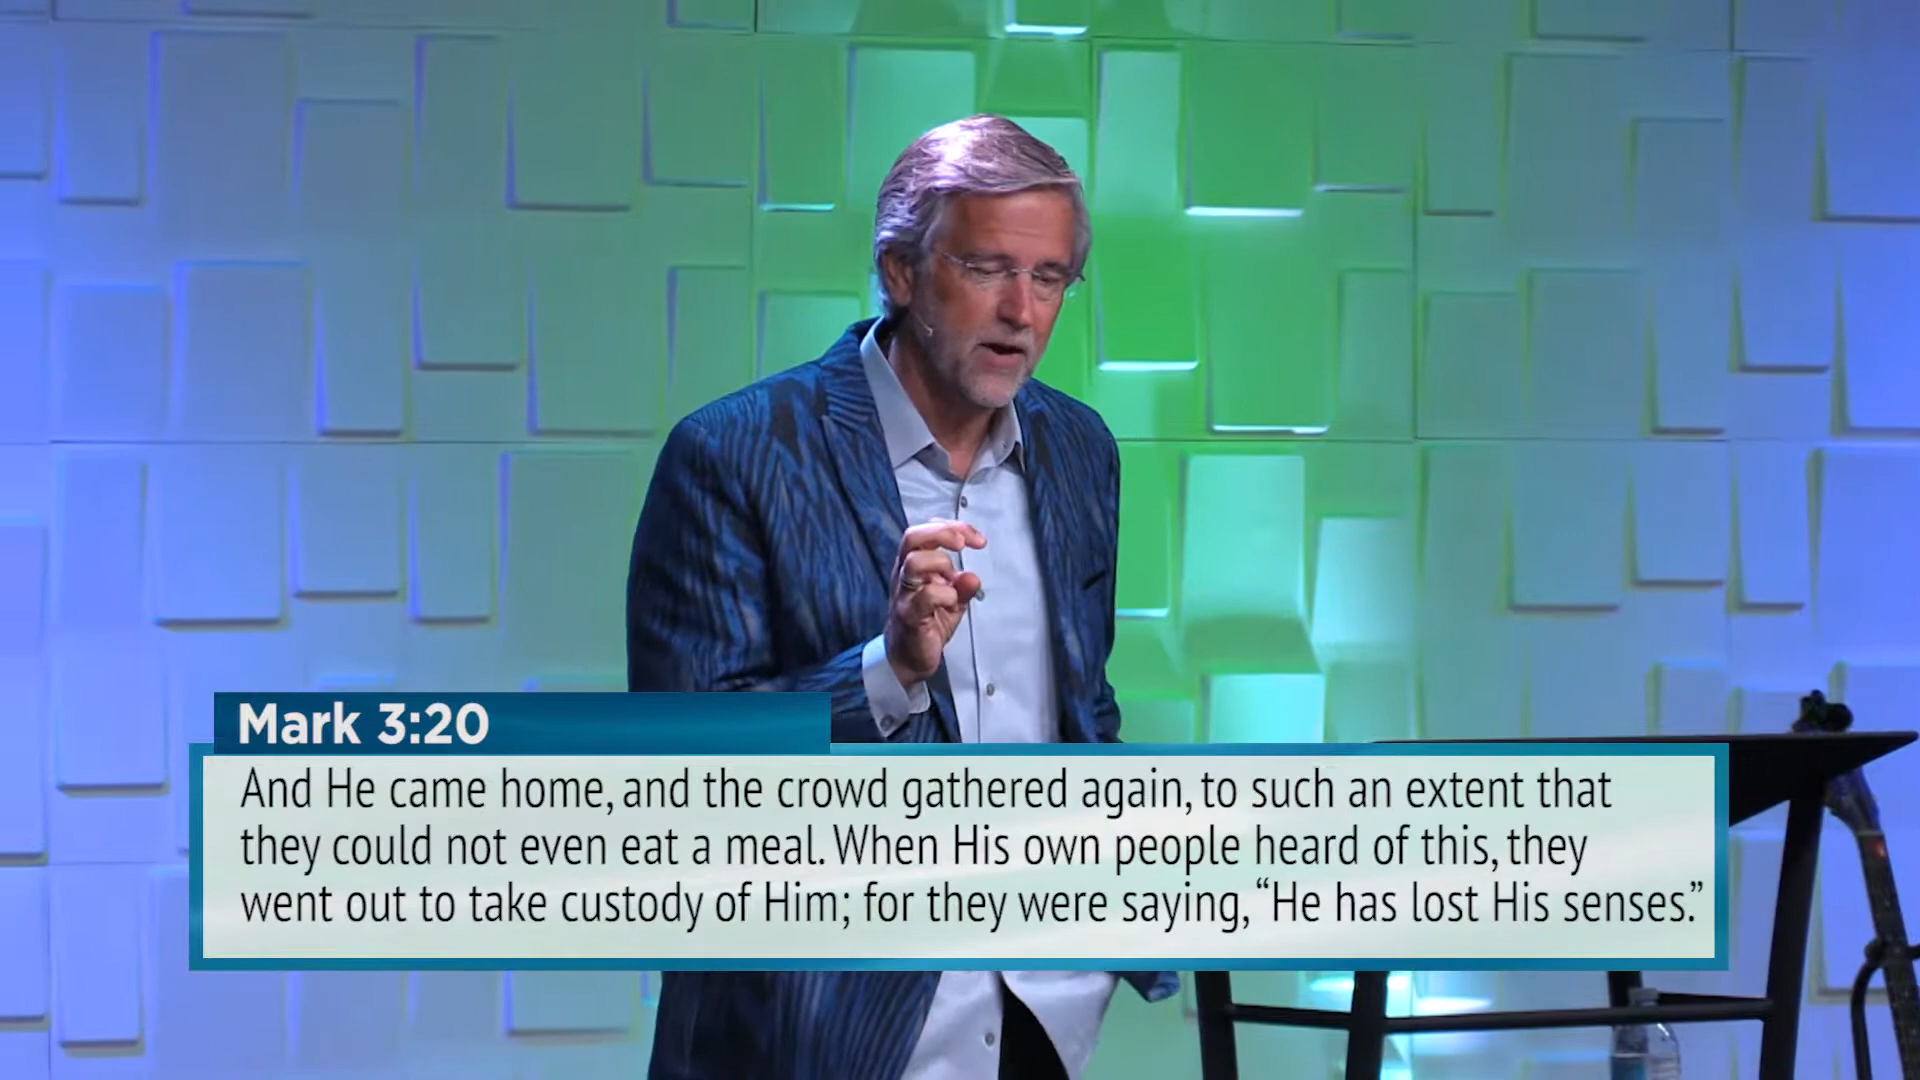 Mark 3:20
And He came home, and the crowd gathered again, to such an extent that
they could not even eat a meal. When His own people heard of this, they
went out to take custody of Him; for they were saying, “He has lost His senses.”